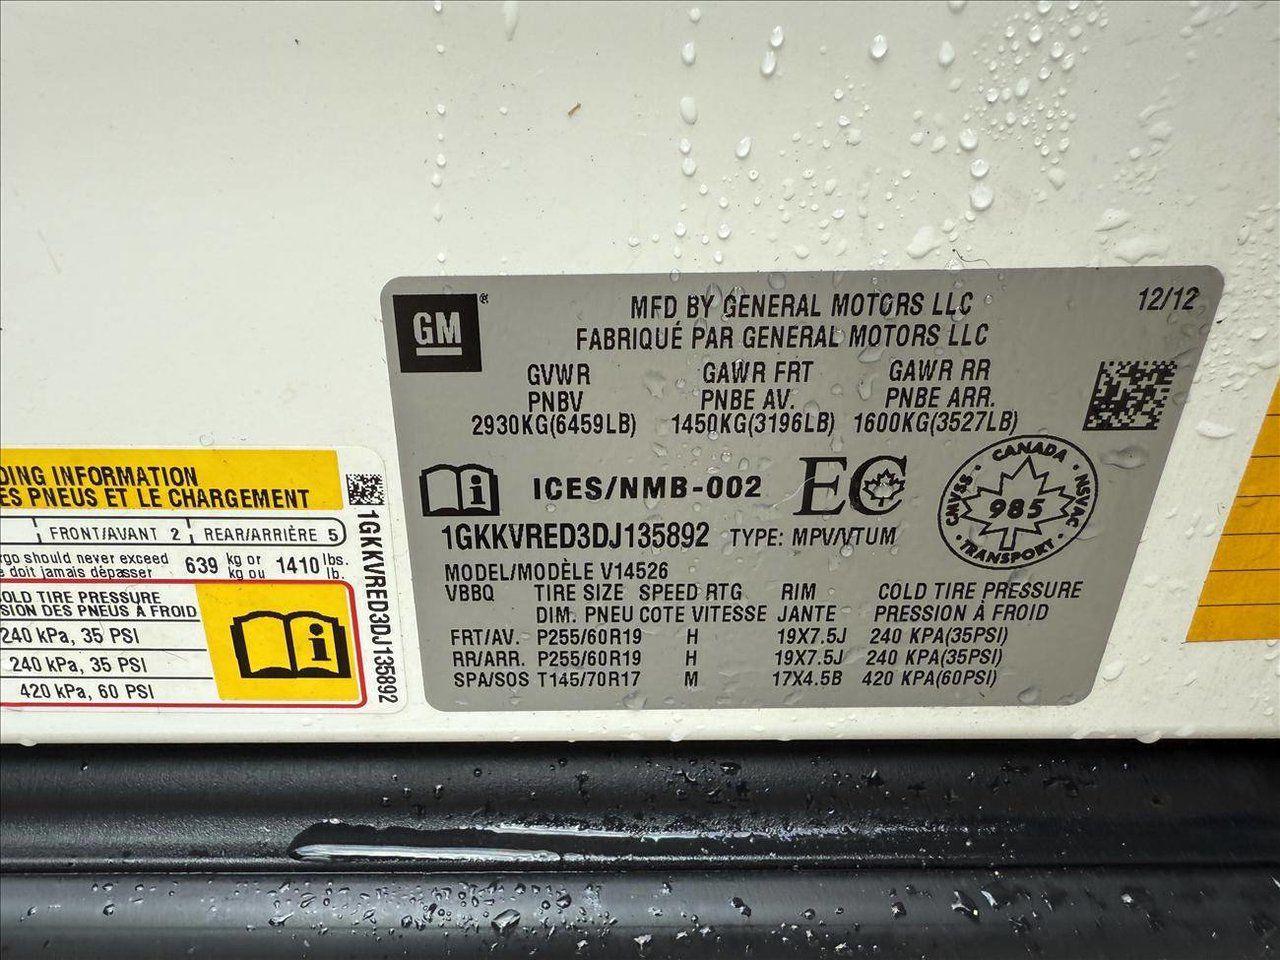 GM ®
MFD BY GENERAL MOTORS LLC 12/12
FABRIQUÉ PAR GENERAL MOTORS LLC
GVWR GAWR FRT GAWR RR
PNBV PNBE AV. PNBE ARR.
2930KG(6459LB) 1450KG(3196LB) 1600KG(3527LB)
i ICES/NMB-002 EC
CANADA · NSVAC · TRANSPORT · CMVSS ·
985
1GKKVRED3DJ135892 TYPE: MPV/VTUM
MODEL/MODÈLE V14526
VBBQ TIRE SIZE SPEED RTG RIM COLD TIRE PRESSURE
DIM. PNEU COTE VITESSE JANTE PRESSION À FROID
FRT/AV. P255/60R19 H 19X7.5J 240 KPA(35PSI)
RR/ARR. P255/60R19 H 19X7.5J 240 KPA(35PSI)
SPA/SOS T145/70R17 M 17X4.5B 420 KPA(60PSI)
DING INFORMATION
ES PNEUS ET LE CHARGEMENT
FRONT/AVANT 2 REAR/ARRIÈRE 5
rgo should never exceed 639 kg or 1410 lbs.
e doit jamais dépasser kg ou lb.
OLD TIRE PRESSURE
SION DES PNEUS À FROID
240 kPa, 35 PSI
240 kPa, 35 PSI
420 kPa, 60 PSI
i
1GKKVRED3DJ135892